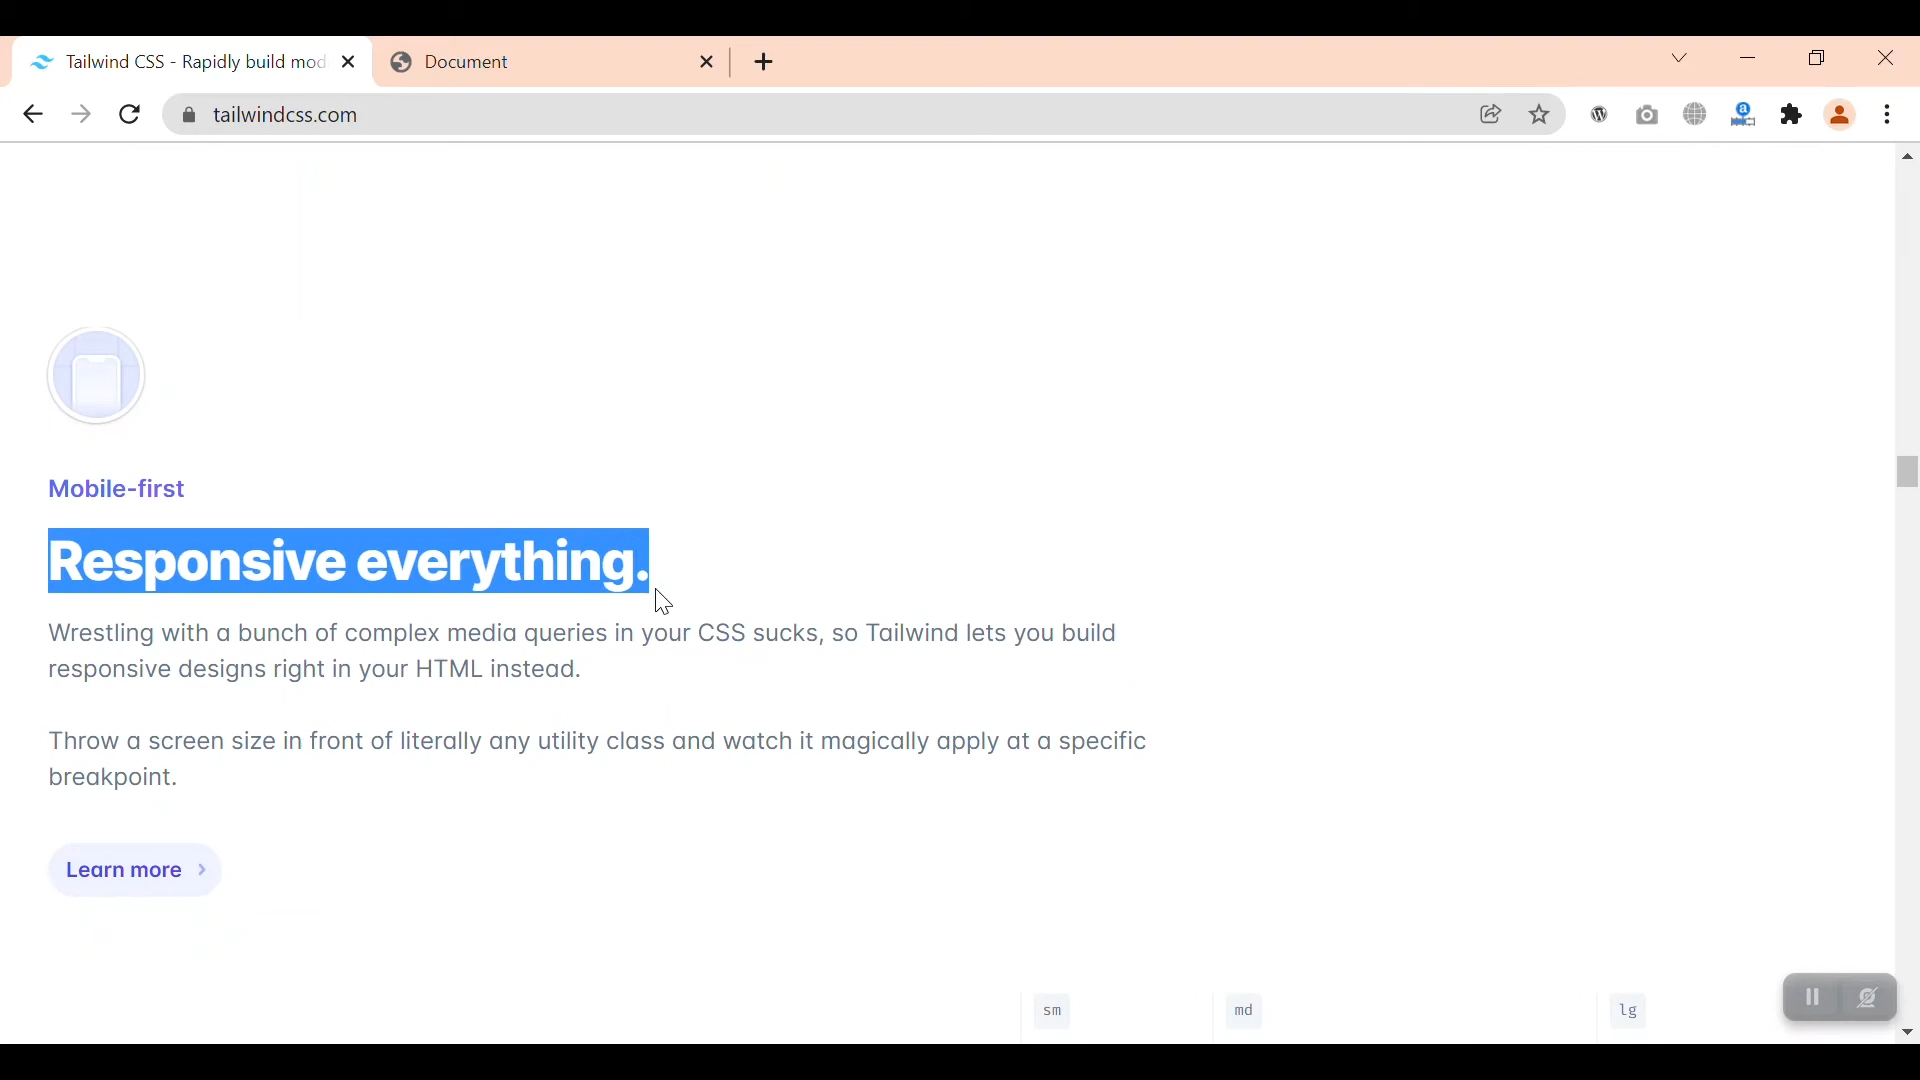 Tailwind CSS - Rapidly build mod
Document
tailwindcss.com
Mobile-first
Responsive everything.
Wrestling with a bunch of complex media queries in your CSS sucks, so Tailwind lets you build
responsive designs right in your HTML instead.
Throw a screen size in front of literally any utility class and watch it magically apply at a specific
breakpoint.
Learn more
sm
md
lg